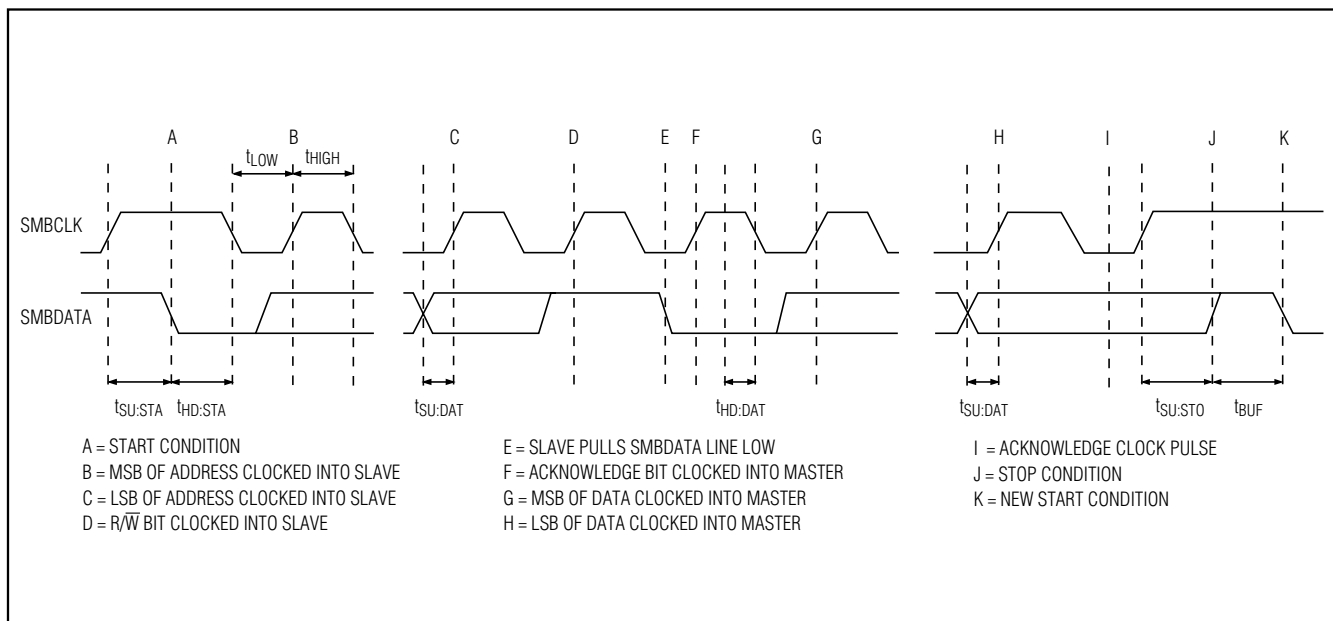 A B C D E F G H I J K
tLOW tHIGH
SMBCLK
SMBDATA
tSU:STA tHD:STA tSU:DAT tHD:DAT tSU:DAT tSU:STO tBUF
A = START CONDITION
B = MSB OF ADDRESS CLOCKED INTO SLAVE
C = LSB OF ADDRESS CLOCKED INTO SLAVE
D = R/W̅ BIT CLOCKED INTO SLAVE
E = SLAVE PULLS SMBDATA LINE LOW
F = ACKNOWLEDGE BIT CLOCKED INTO MASTER
G = MSB OF DATA CLOCKED INTO MASTER
H = LSB OF DATA CLOCKED INTO MASTER
I = ACKNOWLEDGE CLOCK PULSE
J = STOP CONDITION
K = NEW START CONDITION